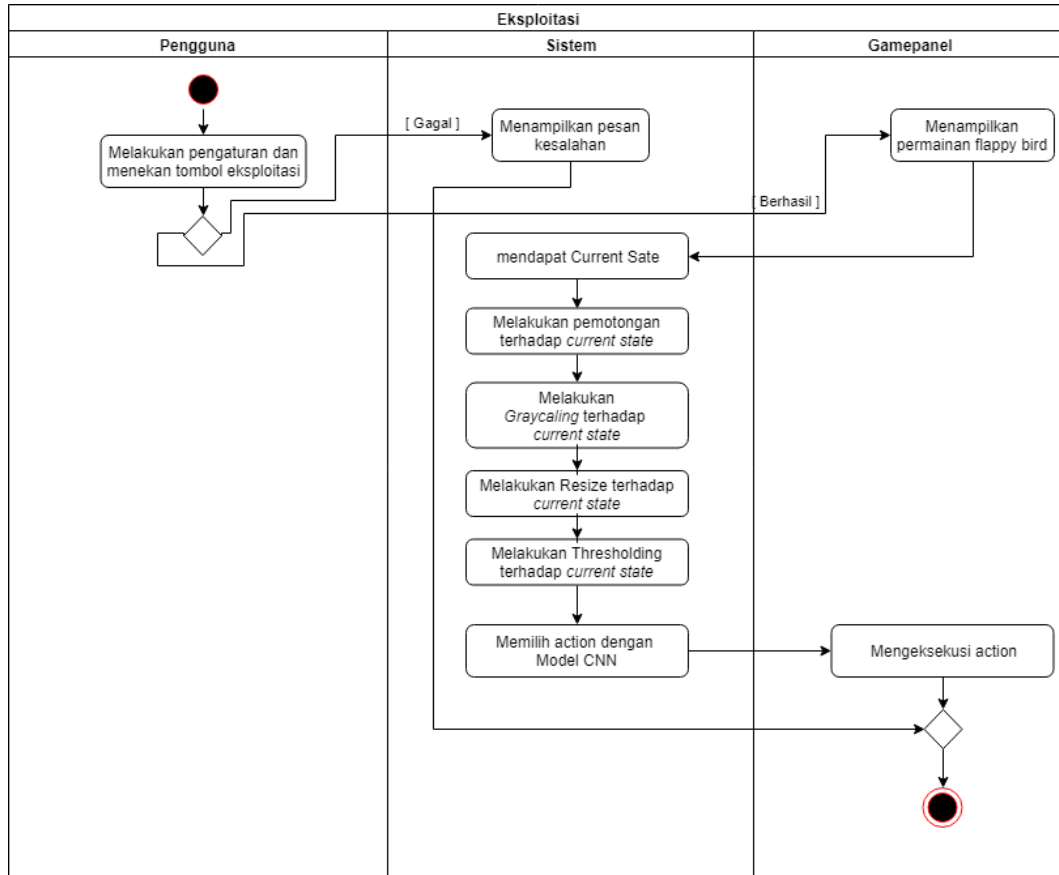 Eksploitasi
Pengguna
Sistem
Gamepanel
Melakukan pengaturan dan
menekan tombol eksploitasi
[ Gagal ]
Menampilkan pesan
kesalahan
Menampilkan
permainan flappy bird
[ Berhasil ]
mendapat Current Sate
Melakukan pemotongan
terhadap current state
Melakukan
Graycaling terhadap
current state
Melakukan Resize terhadap
current state
Melakukan Thresholding
terhadap current state
Memilih action dengan
Model CNN
Mengeksekusi action